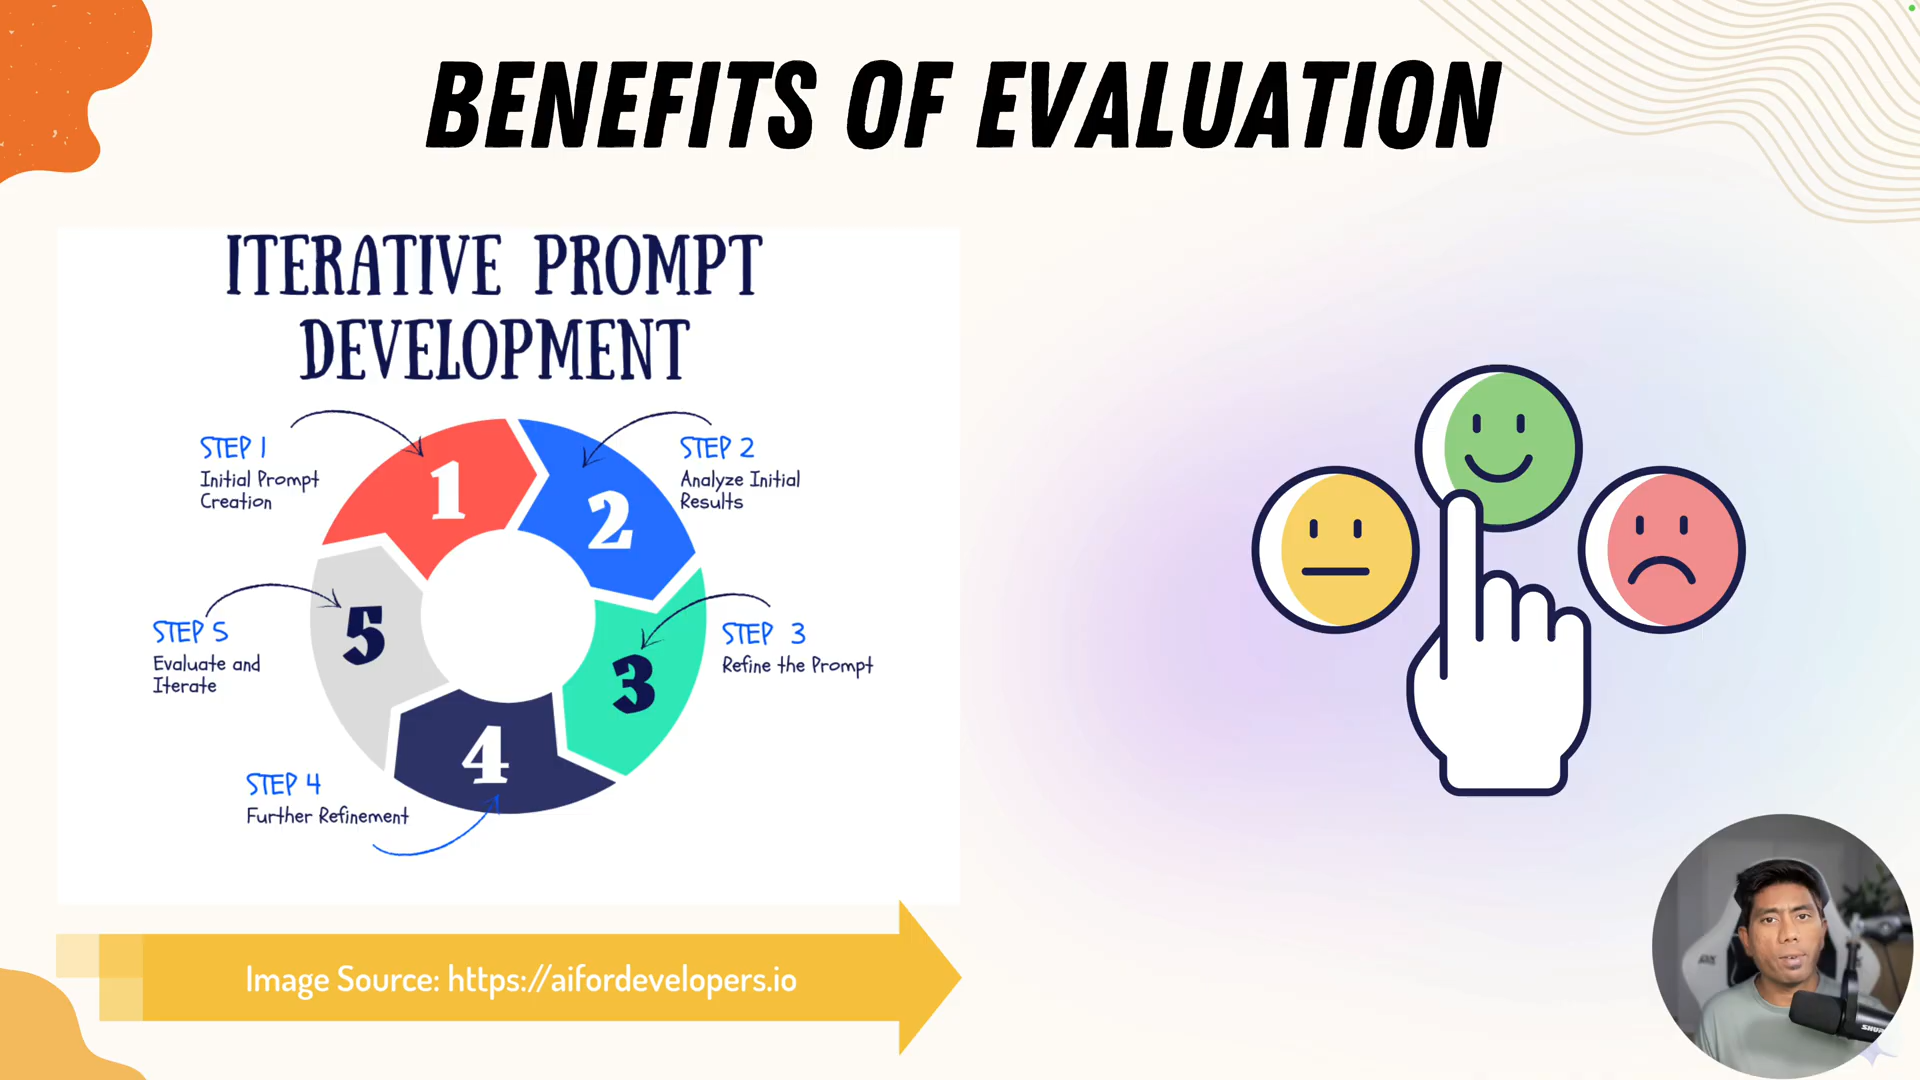 BENEFITS OF EVALUATION
ITERATIVE PROMPT
DEVELOPMENT
STEP 1
Initial Prompt
Creation
1
STEP 2
Analyze Initial
Results
2
STEP 3
Refine the Prompt
3
STEP 4
Further Refinement
4
STEP 5
Evaluate and
Iterate
5
Image Source: https://aifordevelopers.io